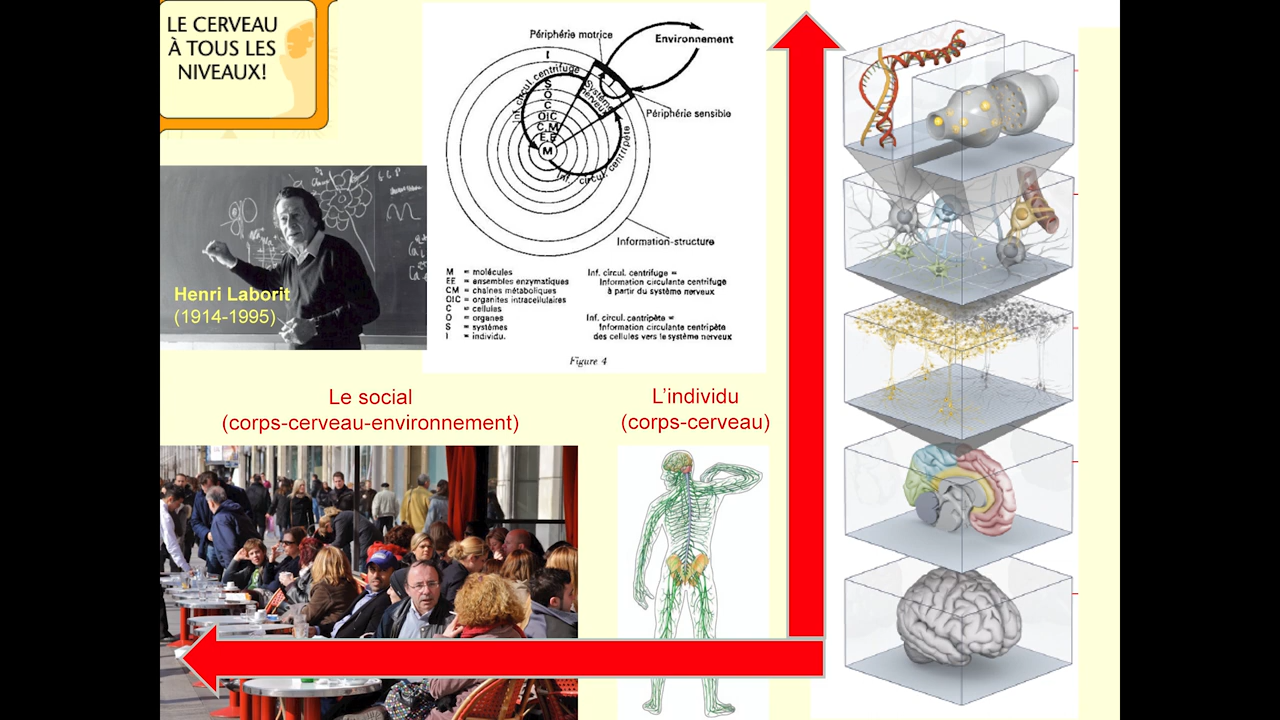 LE CERVEAU
À TOUS LES
NIVEAUX!
Périphérie motrice
Environnement
I
Inf. circul. centrifuge
Système
nerveux
S
O
C
OIC
C.M
E.E
M
Périphérie sensible
Inf. circul. centripète
Information-structure
M = molécules
EE = ensembles enzymatiques
CM = chaînes métaboliques
OIC = organites intracellulaires
C = cellules
O = organes
S = systèmes
I = individu.
Inf. circul. centrifuge =
Information circulante centrifuge
à partir du système nerveux
Inf. circul. centripète =
Information circulante centripète
des cellules vers le système nerveux
Figure 4
Henri Laborit
(1914-1995)
Le social
(corps-cerveau-environnement)
L'individu
(corps-cerveau)